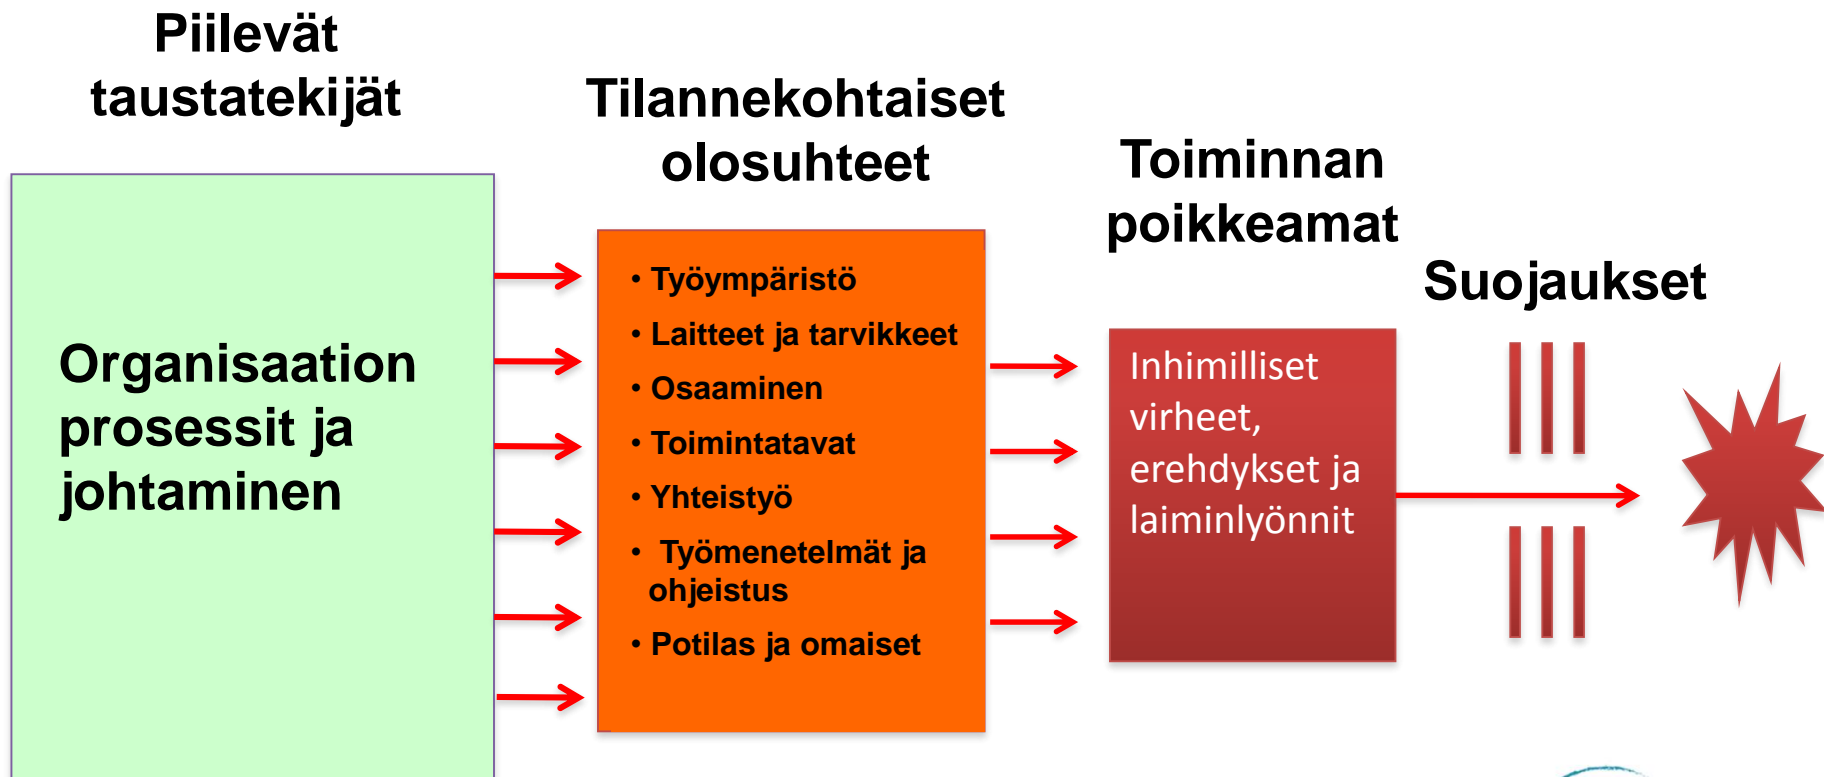 Piilevät
taustatekijät
Tilannekohtaiset
olosuhteet
Toiminnan
poikkeamat
Suojaukset
Organisaation
prosessit ja
johtaminen
• Työympäristö
• Laitteet ja tarvikkeet
• Osaaminen
• Toimintatavat
• Yhteistyö
• Työmenetelmät ja
ohjeistus
• Potilas ja omaiset
Inhimilliset
virheet,
erehdykset ja
laiminlyönnit